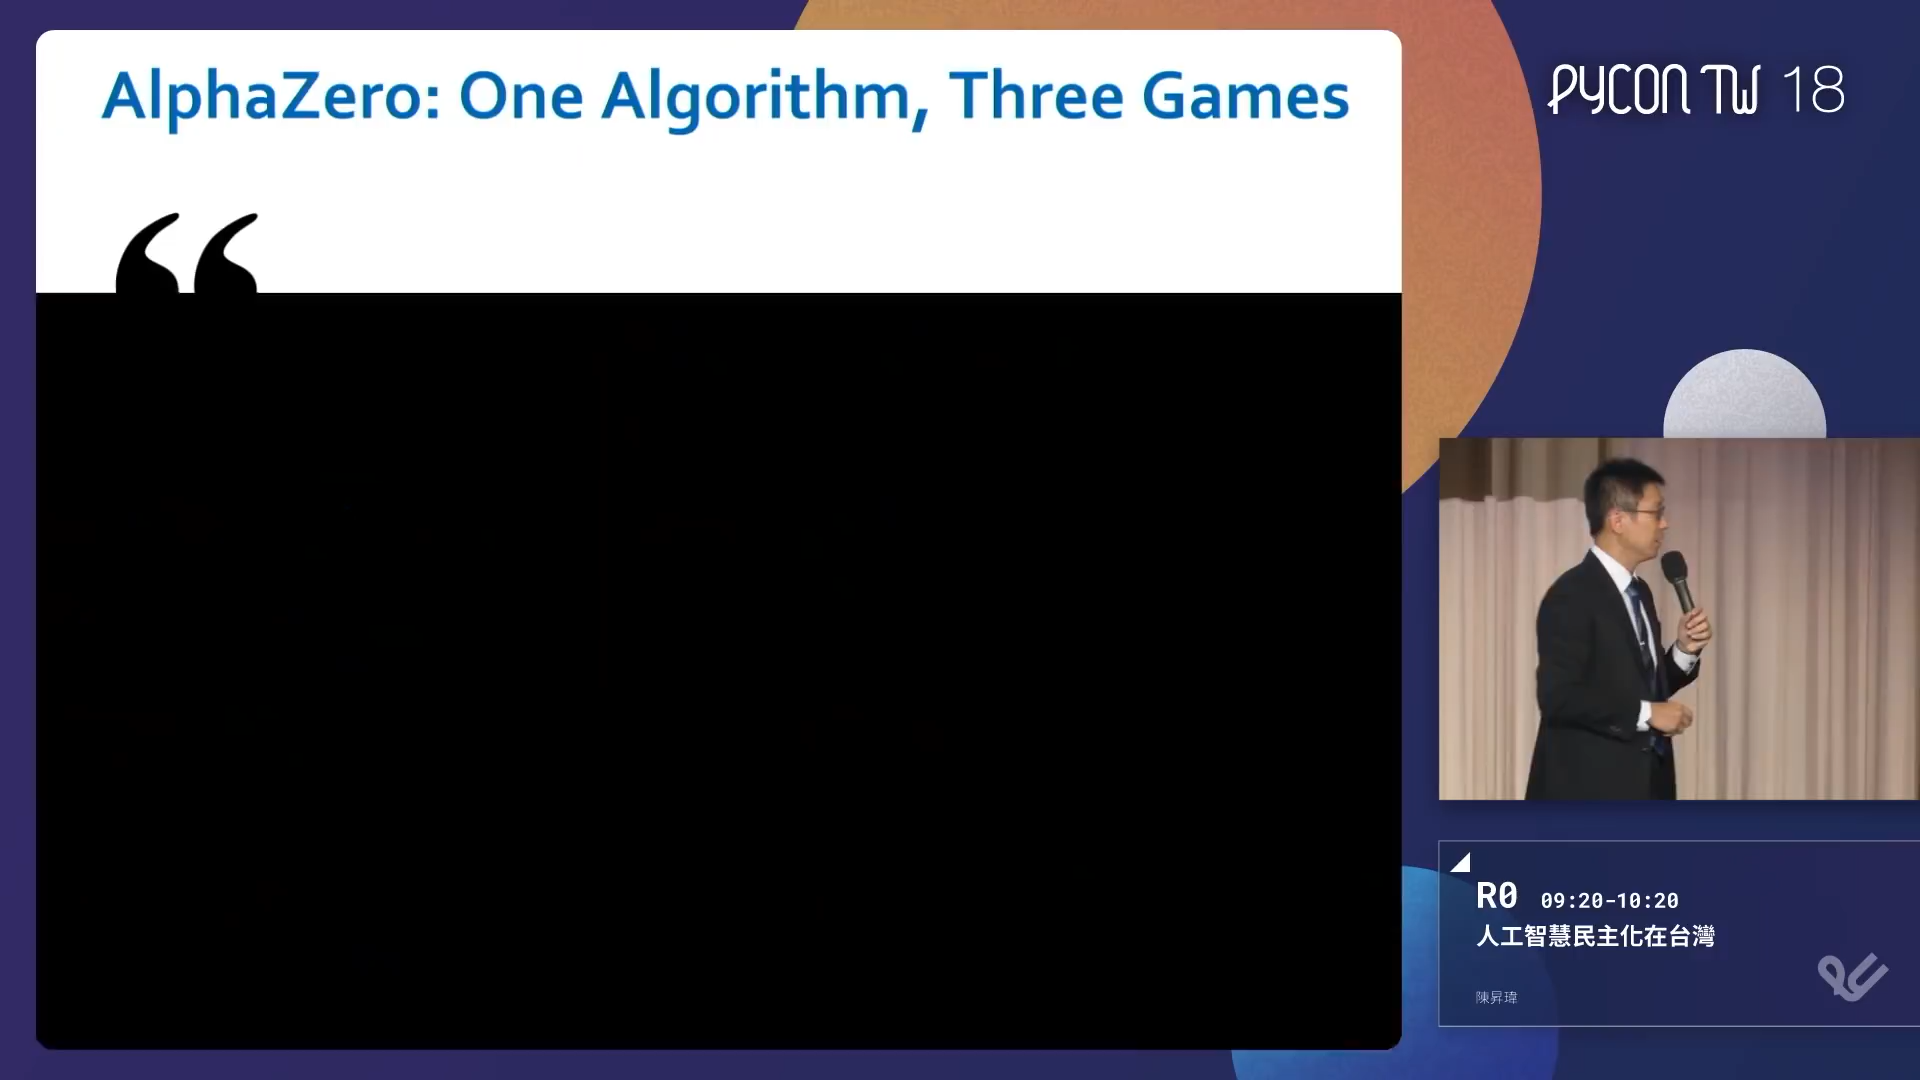 AlphaZero: One Algorithm, Three Games
“
PYCON TW 18
R0 09:20-10:20
人工智慧民主化在台灣
陳昇瑋